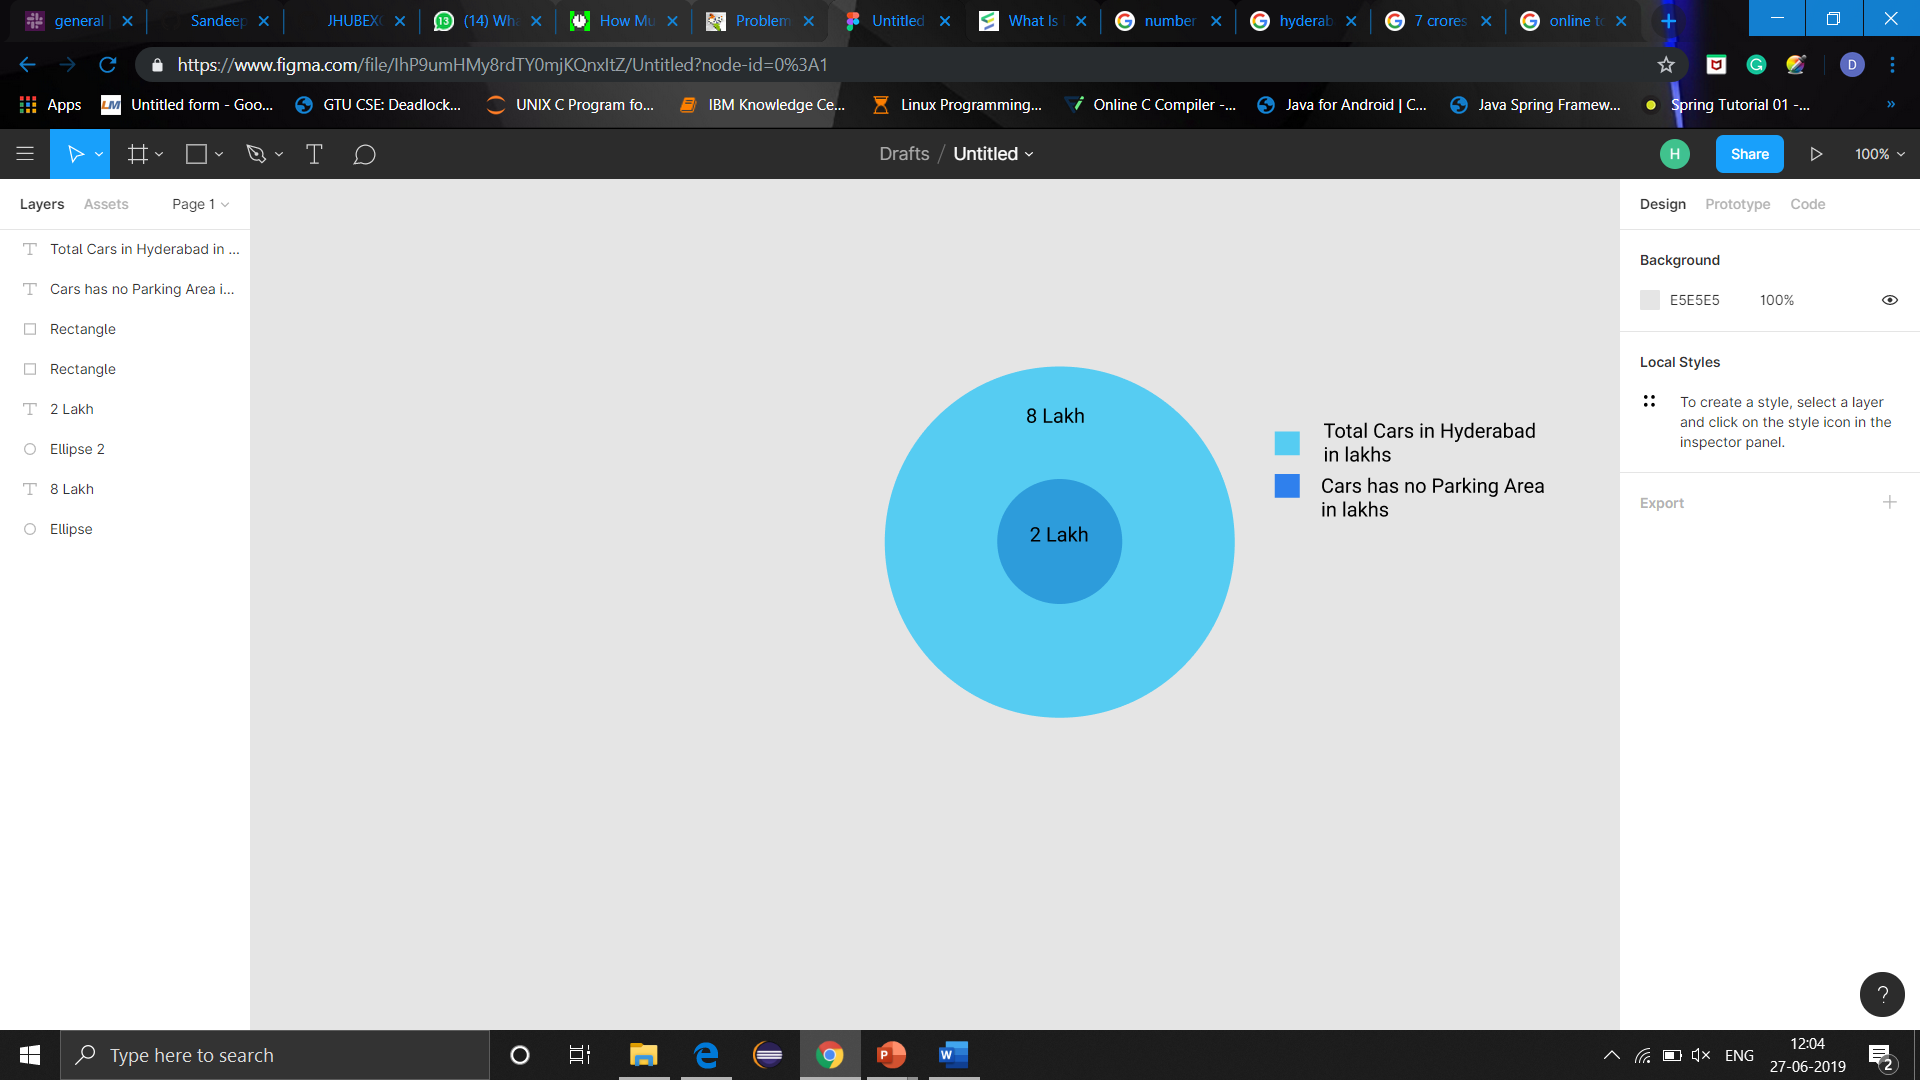 general
Sandeep
JHUBEX
(14) Wha
How Mu
Problem
Untitled
What Is
number
hyderab
7 crores
online to
https://www.figma.com/file/IhP9umHMy8rdTY0mjKQnxItZ/Untitled?node-id=0%3A1
D
Apps
LM
Untitled form - Goo...
GTU CSE: Deadlock...
UNIX C Program fo...
IBM Knowledge Ce...
Linux Programming...
Online C Compiler -...
Java for Android | C...
Java Spring Framew...
Spring Tutorial 01 -...
»
Drafts / Untitled
H
Share
100%
Layers
Assets
Page 1
Total Cars in Hyderabad in ...
Cars has no Parking Area i...
Rectangle
Rectangle
2 Lakh
Ellipse 2
8 Lakh
Ellipse
8 Lakh
2 Lakh
Total Cars in Hyderabad
in lakhs
Cars has no Parking Area
in lakhs
Design
Prototype
Code
Background
E5E5E5
100%
Local Styles
To create a style, select a layer
and click on the style icon in the
inspector panel.
Export
?
Type here to search
ENG
12:04
27-06-2019
2